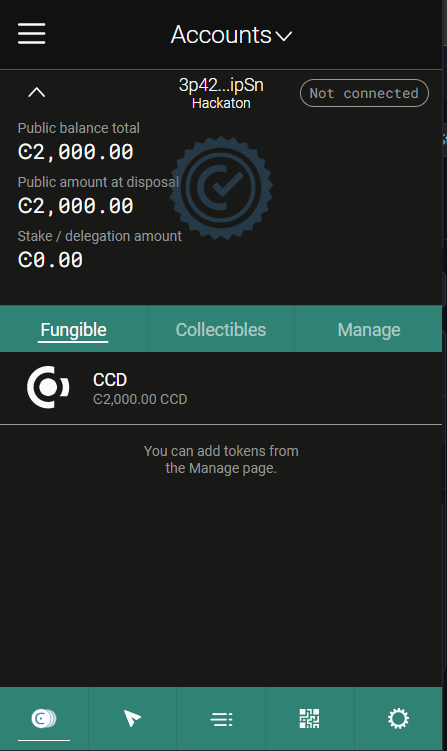 Accounts
3p42...ipSn
Hackaton
Not connected
Public balance total
Ͼ2,000.00
Public amount at disposal
Ͼ2,000.00
Stake / delegation amount
Ͼ0.00
Fungible
Collectibles
Manage
CCD
Ͼ2,000.00 CCD
You can add tokens from
the Manage page.